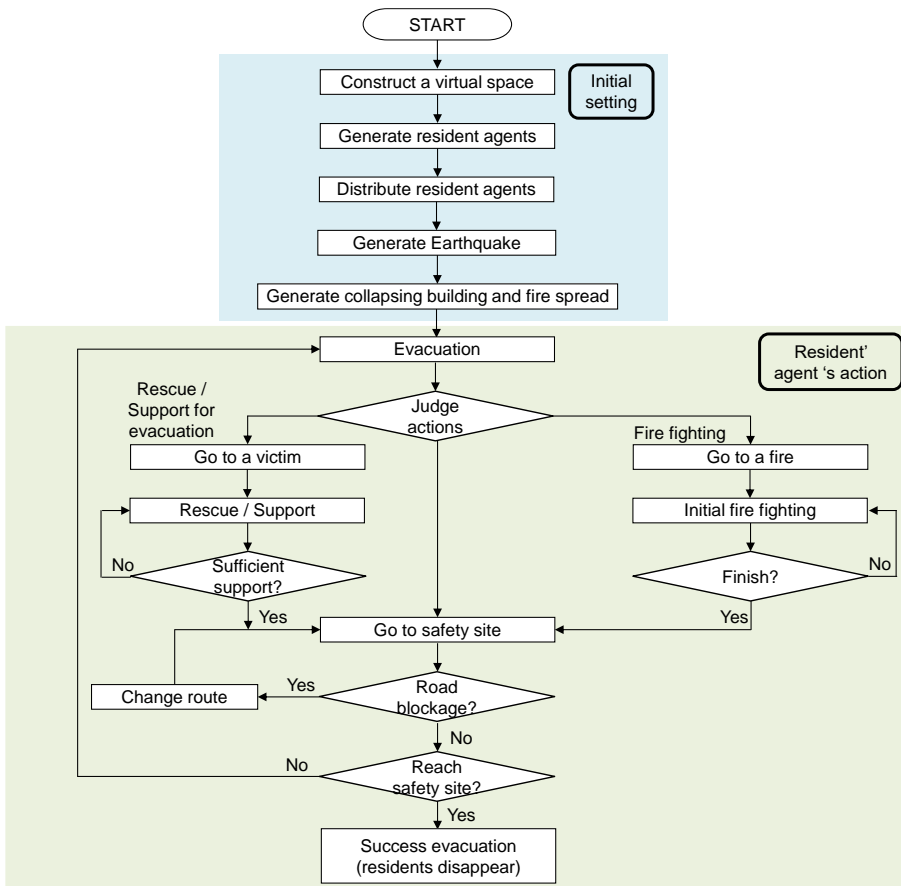 START
Construct a virtual space
Initial
setting
Generate resident agents
Distribute resident agents
Generate Earthquake
Generate collapsing building and fire spread
Evacuation
Resident'
agent 's action
Judge
actions
Rescue /
Support for
evacuation
Fire fighting
Go to a victim
Go to a fire
Rescue / Support
Initial fire fighting
No
Sufficient
support?
Finish?
No
Yes
Yes
Go to safety site
Change route
Yes
Road
blockage?
No
No
Reach
safety site?
Yes
Success evacuation
(residents disappear)